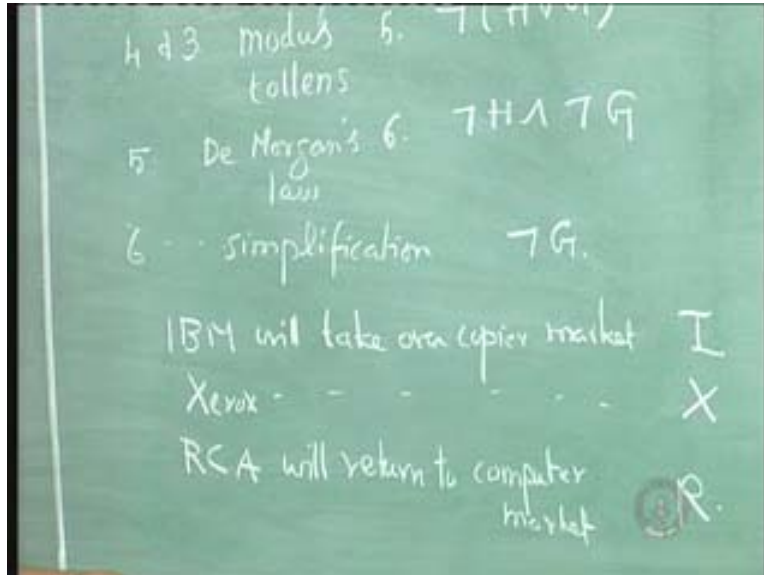 4 d 3 modus 5. ¬(H∨G)
tollens
5 De Morgan's 6. ¬H∧¬G
law
6 .. simplification ¬G.
IBM will take over copier market I
Xerox - - - - - - X
RCA will return to computer
market R.